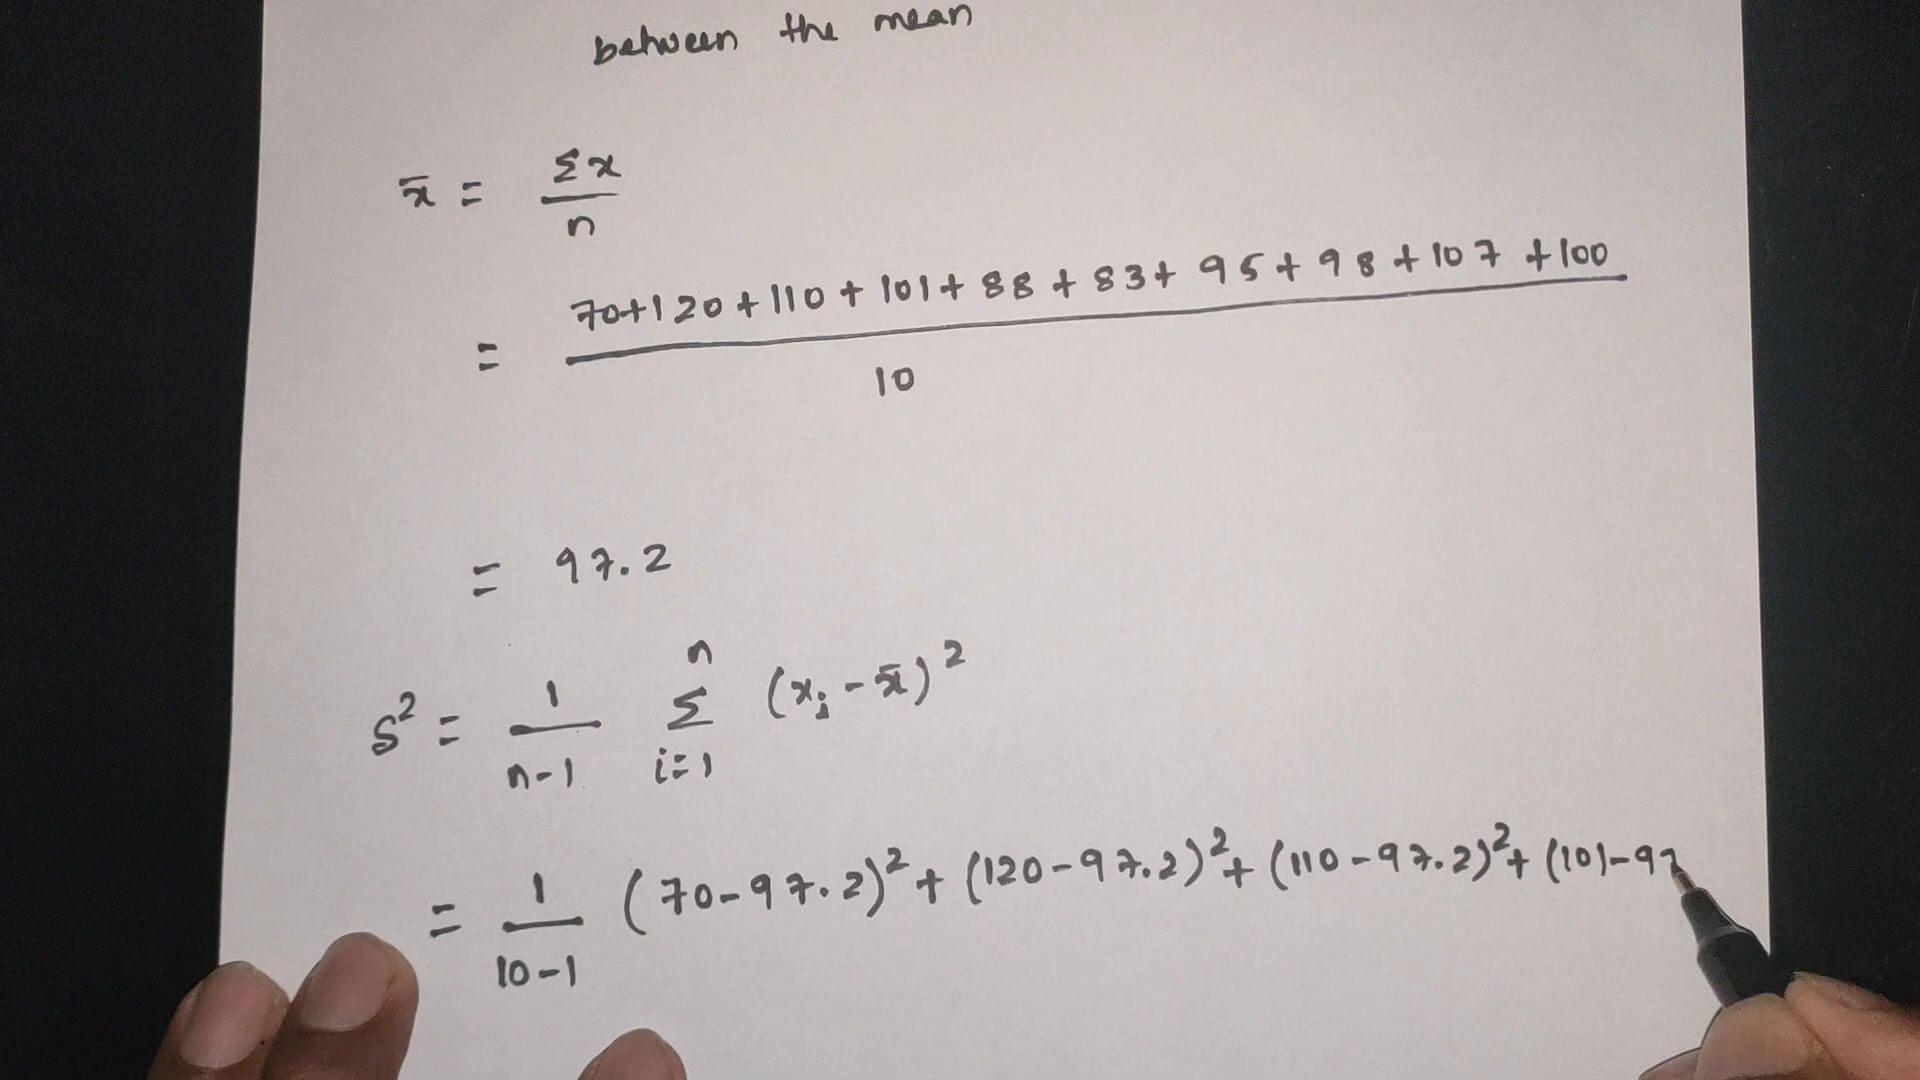 between the mean
x̄ = Σx
n
= 70+120+110+101+88+83+95+98+107+100
10
= 97.2
n
S² = 1 Σ (xᵢ - x̄)²
n-1 i=1
= 1 (70-97.2)²+(120-97.2)²+(110-97.2)²+(101-97
10-1